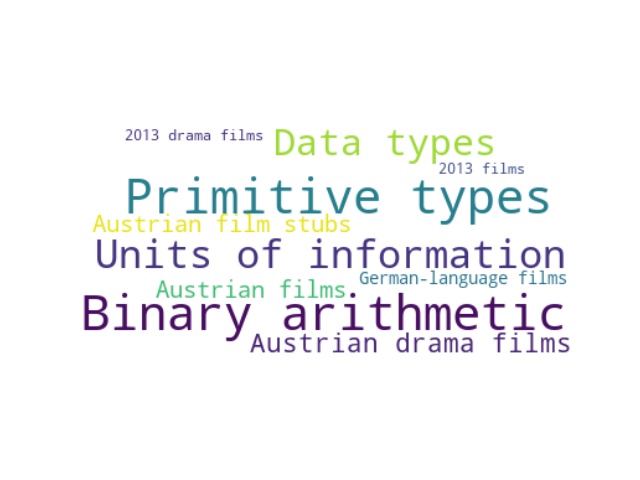 2013 drama films
Data types
2013 films
Primitive types
Austrian film stubs
Units of information
German-language films
Austrian films
Binary arithmetic
Austrian drama films